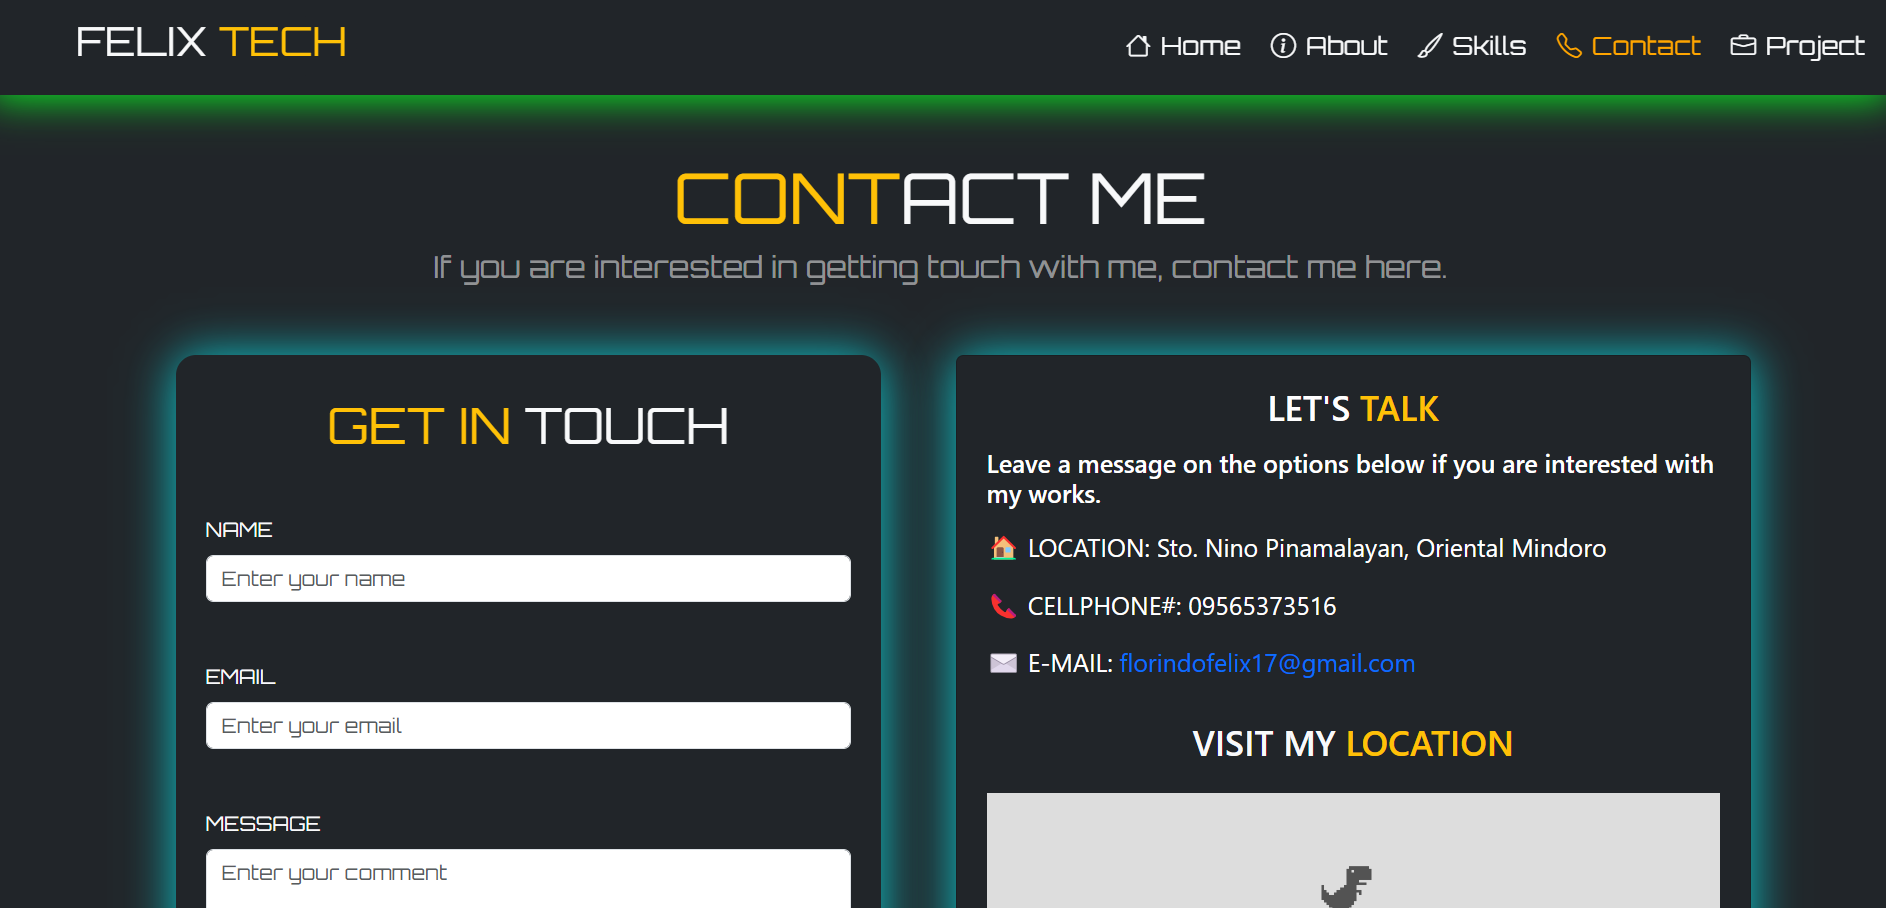 FELIX TECH
Home
About
Skills
Contact
Project
CONTACT ME
If you are interested in getting touch with me, contact me here.
GET IN TOUCH
NAME
Enter your name
EMAIL
Enter your email
MESSAGE
Enter your comment
LET'S TALK
Leave a message on the options below if you are interested with
my works.
LOCATION: Sto. Nino Pinamalayan, Oriental Mindoro
CELLPHONE#: 09565373516
E-MAIL: florindofelix17@gmail.com
VISIT MY LOCATION